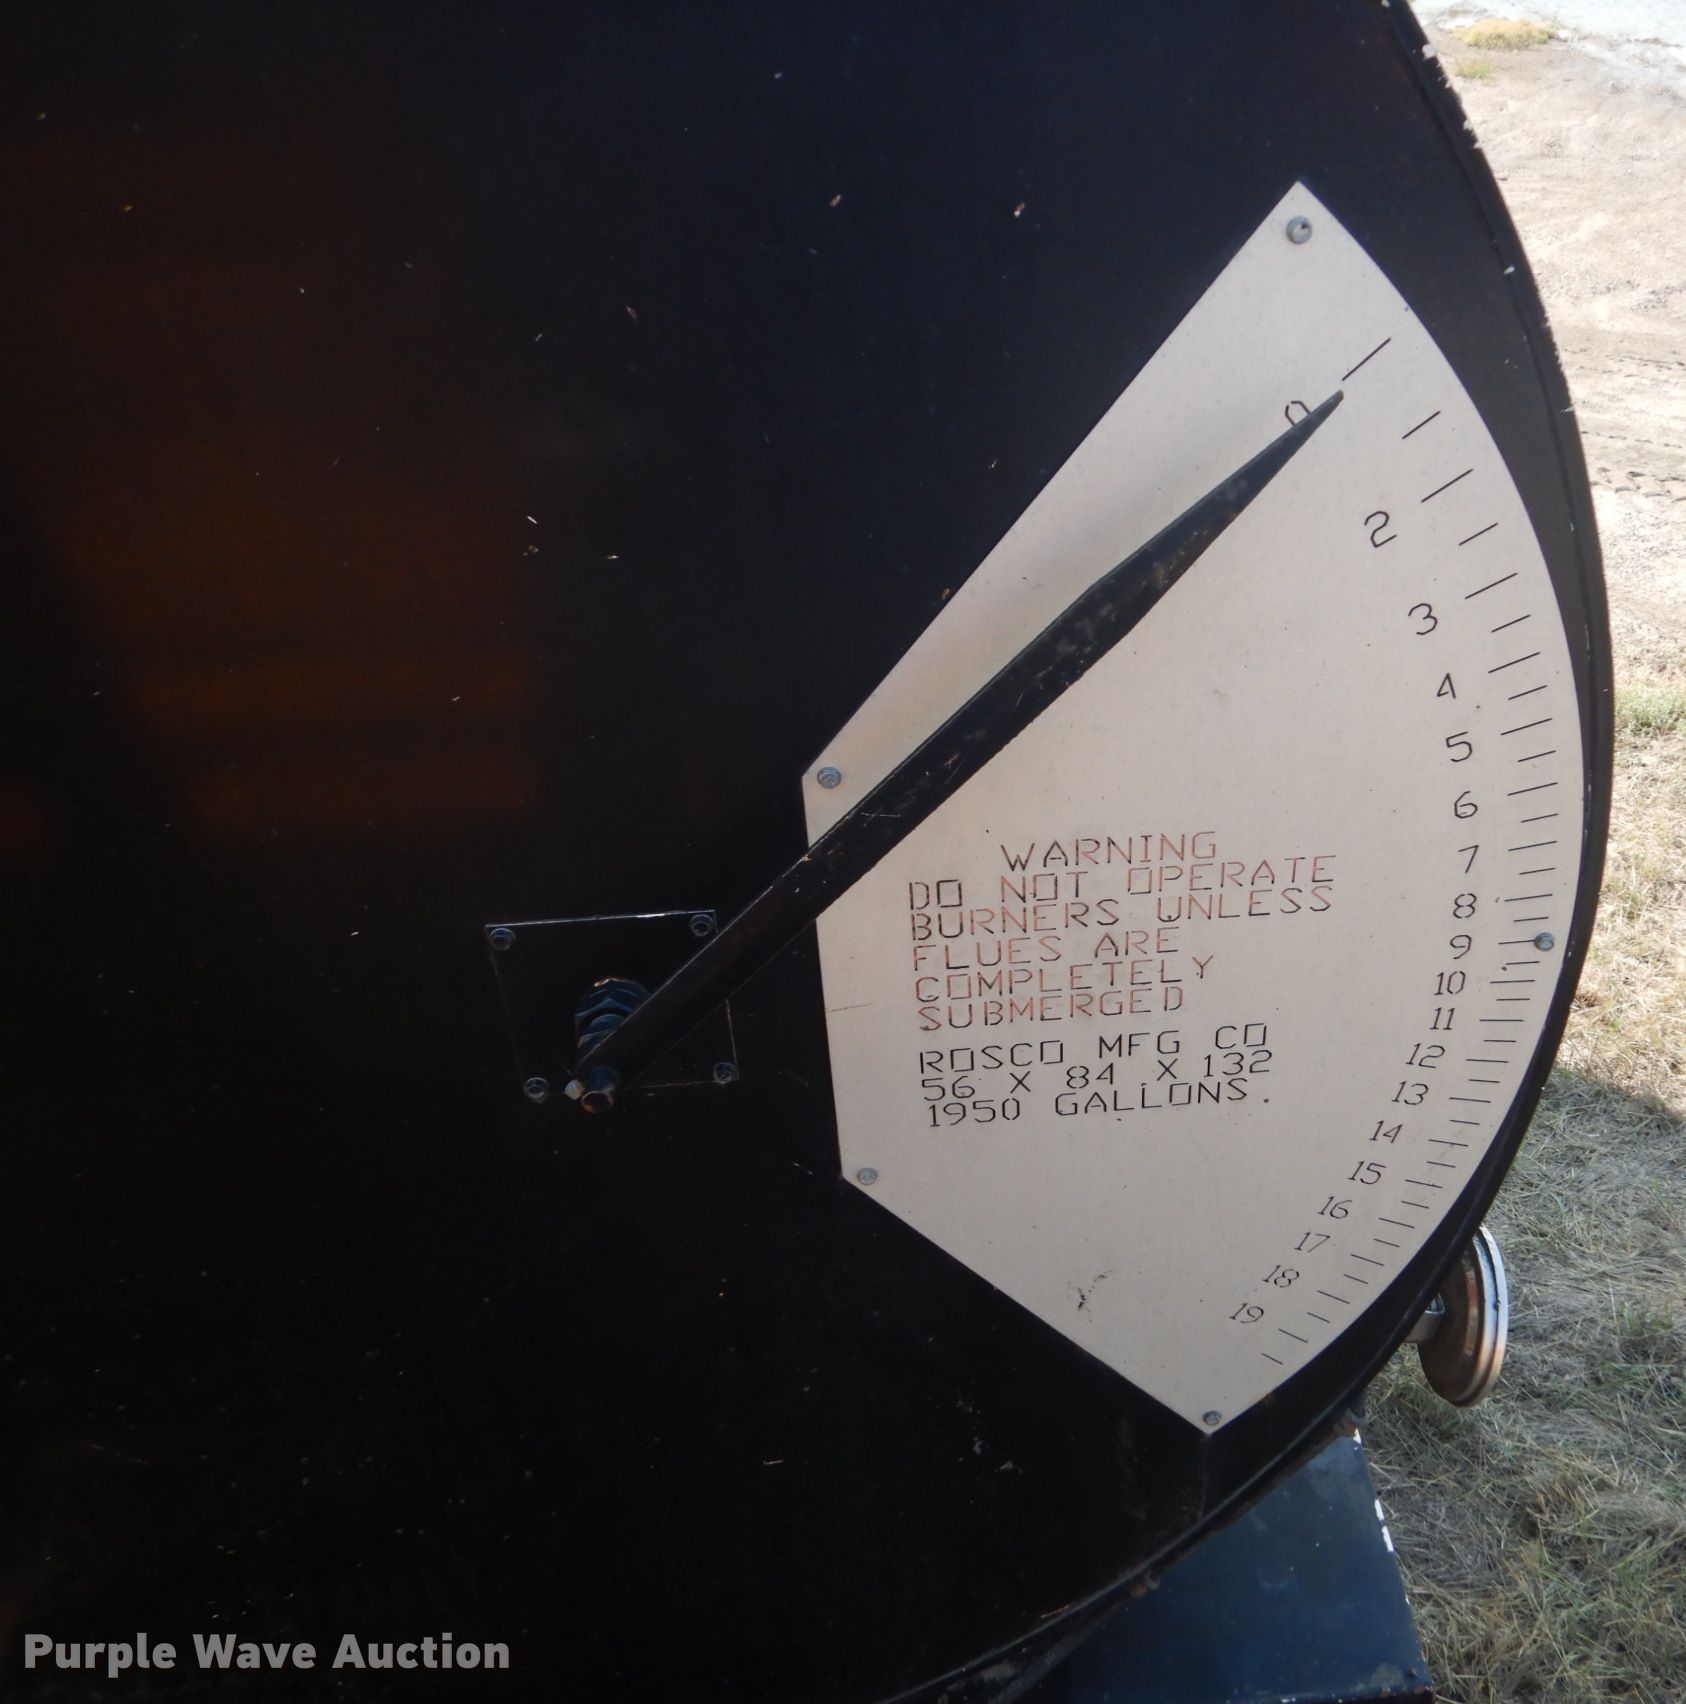 0
2
3
4
5
6
7
8
9
10
11
12
13
14
15
16
17
18
19
WARNING
DO NOT OPERATE
BURNERS UNLESS
FLUES ARE
COMPLETELY
SUBMERGED
ROSCO MFG CO
56 X 84 X 132
1950 GALLONS.
Purple Wave Auction